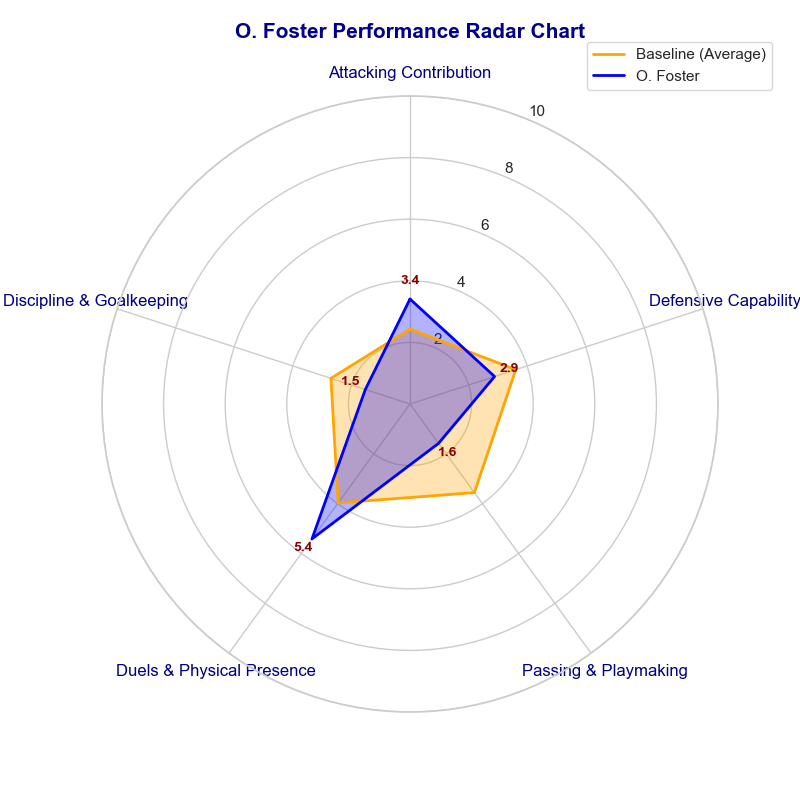 O. Foster Performance Radar Chart
Baseline (Average)
O. Foster
Attacking Contribution
10
8
6
4
2
3.4
Discipline & Goalkeeping
Defensive Capability
2.9
1.5
1.6
5.4
Duels & Physical Presence
Passing & Playmaking